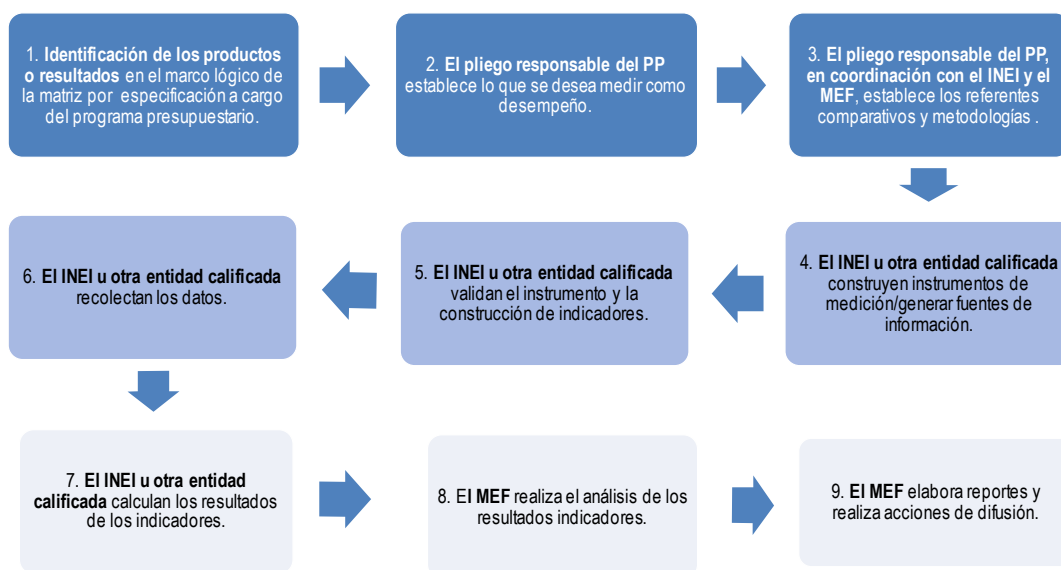 1. Identificación de los productos
o resultados en el marco lógico de
la matriz por especificación a cargo
del programa presupuestario.
2. El pliego responsable del PP
establece lo que se desea medir como
desempeño.
3. El pliego responsable del PP,
en coordinación con el INEI y el
MEF, establece los referentes
comparativos y metodologías .
4. El INEI u otra entidad calificada
construyen instrumentos de
medición/generar fuentes de
información.
5. El INEI u otra entidad calificada
validan el instrumento y la
construcción de indicadores.
6. El INEI u otra entidad calificada
recolectan los datos.
7. El INEI u otra entidad
calificada calculan los resultados
de los indicadores.
8. El MEF realiza el análisis de los
resultados indicadores.
9. El MEF elabora reportes y
realiza acciones de difusión.